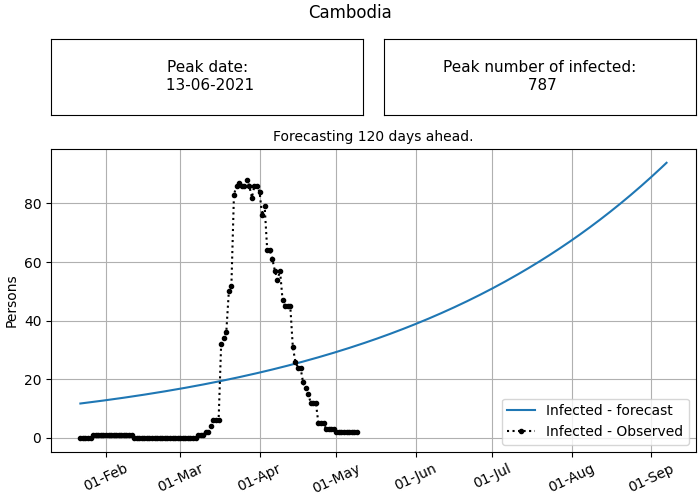 Cambodia
Peak date:
13-06-2021
Peak number of infected:
787
Forecasting 120 days ahead.
Persons
80
60
40
20
0
Infected - forecast
Infected - Observed
01-Feb
01-Mar
01-Apr
01-May
01-Jun
01-Jul
01-Aug
01-Sep